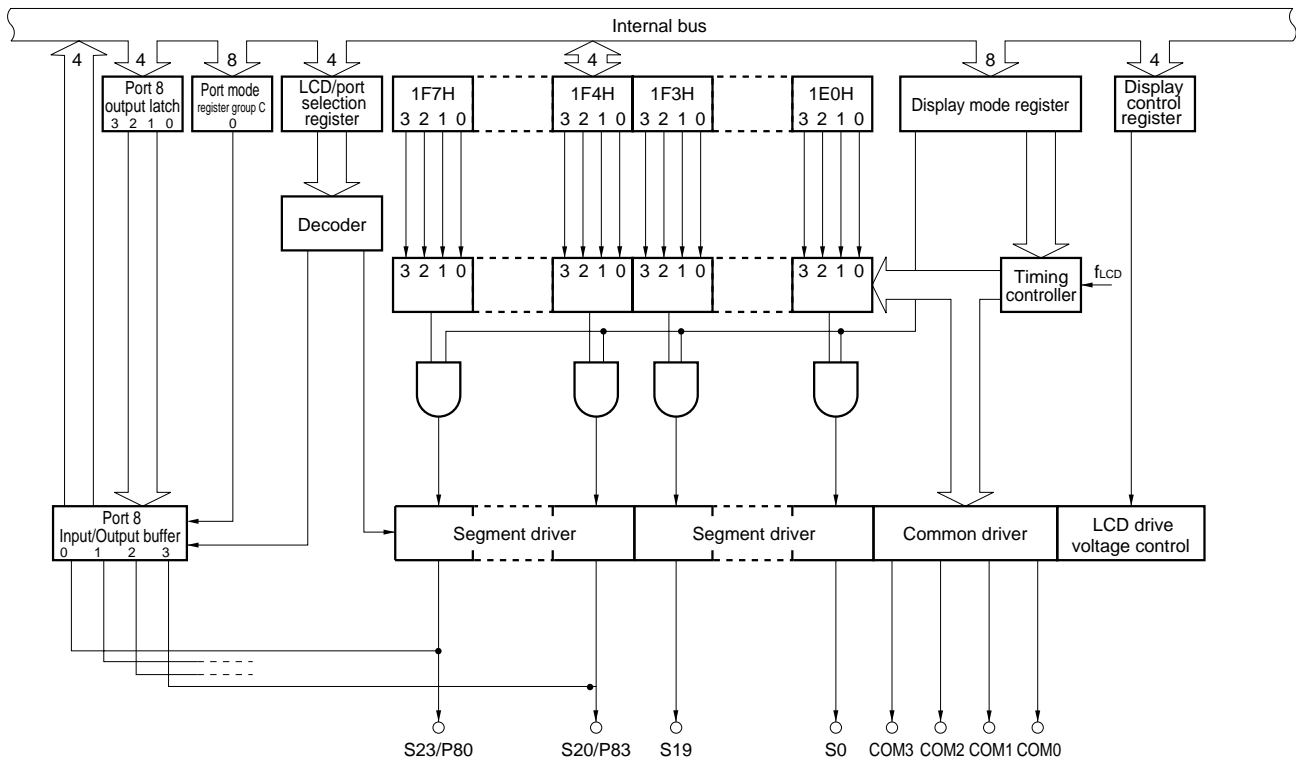 Internal bus
4 4 8 4 4 8 4
Port 8
output latch
3 2 1 0
Port mode
register group C
0
LCD/port
selection
register
1F7H
3 2 1 0
1F4H
3 2 1 0
1F3H
3 2 1 0
1E0H
3 2 1 0
Display mode register
Display
control
register
Decoder
3 2 1 0
3 2 1 0
3 2 1 0
3 2 1 0
Timing
controller
fLCD
Port 8
Input/Output buffer
0 1 2 3
Segment driver
Segment driver
Common driver
LCD drive
voltage control
S23/P80
S20/P83
S19
S0
COM3
COM2
COM1
COM0